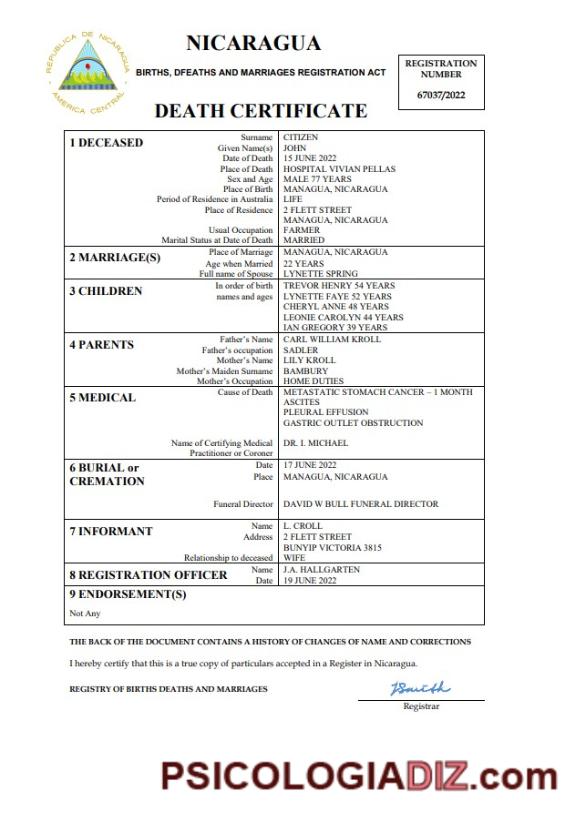 REPUBLICA DE NICARAGUA
AMERICA CENTRAL
NICARAGUA
BIRTHS, DFEATHS AND MARRIAGES REGISTRATION ACT
REGISTRATION
NUMBER
67037/2022
DEATH CERTIFICATE
1 DECEASED
Surname CITIZEN
Given Name(s) JOHN
Date of Death 15 JUNE 2022
Place of Death HOSPITAL VIVIAN PELLAS
Sex and Age MALE 77 YEARS
Place of Birth MANAGUA, NICARAGUA
Period of Residence in Australia LIFE
Place of Residence 2 FLETT STREET
MANAGUA, NICARAGUA
Usual Occupation FARMER
Marital Status at Date of Death MARRIED
2 MARRIAGE(S)
Place of Marriage MANAGUA, NICARAGUA
Age when Married 22 YEARS
Full name of Spouse LYNETTE SPRING
3 CHILDREN
In order of birth TREVOR HENRY 54 YEARS
names and ages LYNETTE FAYE 52 YEARS
CHERYL ANNE 48 YEARS
LEONIE CAROLYN 44 YEARS
IAN GREGORY 39 YEARS
4 PARENTS
Father's Name CARL WILLIAM KROLL
Father's occupation SADLER
Mother's Name LILY KROLL
Mother's Maiden Surname BAMBURY
Mother's Occupation HOME DUTIES
5 MEDICAL
Cause of Death METASTATIC STOMACH CANCER – 1 MONTH
ASCITES
PLEURAL EFFUSION
GASTRIC OUTLET OBSTRUCTION
Name of Certifying Medical DR. I. MICHAEL
Practitioner or Coroner
6 BURIAL or
CREMATION
Date 17 JUNE 2022
Place MANAGUA, NICARAGUA
Funeral Director DAVID W BULL FUNERAL DIRECTOR
7 INFORMANT
Name L. CROLL
Address 2 FLETT STREET
BUNYIP VICTORIA 3815
Relationship to deceased WIFE
8 REGISTRATION OFFICER
Name J.A. HALLGARTEN
Date 19 JUNE 2022
9 ENDORSEMENT(S)
Not Any
THE BACK OF THE DOCUMENT CONTAINS A HISTORY OF CHANGES OF NAME AND CORRECTIONS
I hereby certify that this is a true copy of particulars accepted in a Register in Nicaragua.
REGISTRY OF BIRTHS DEATHS AND MARRIAGES
JSmith
Registrar
PSICOLOGIADIZ.com